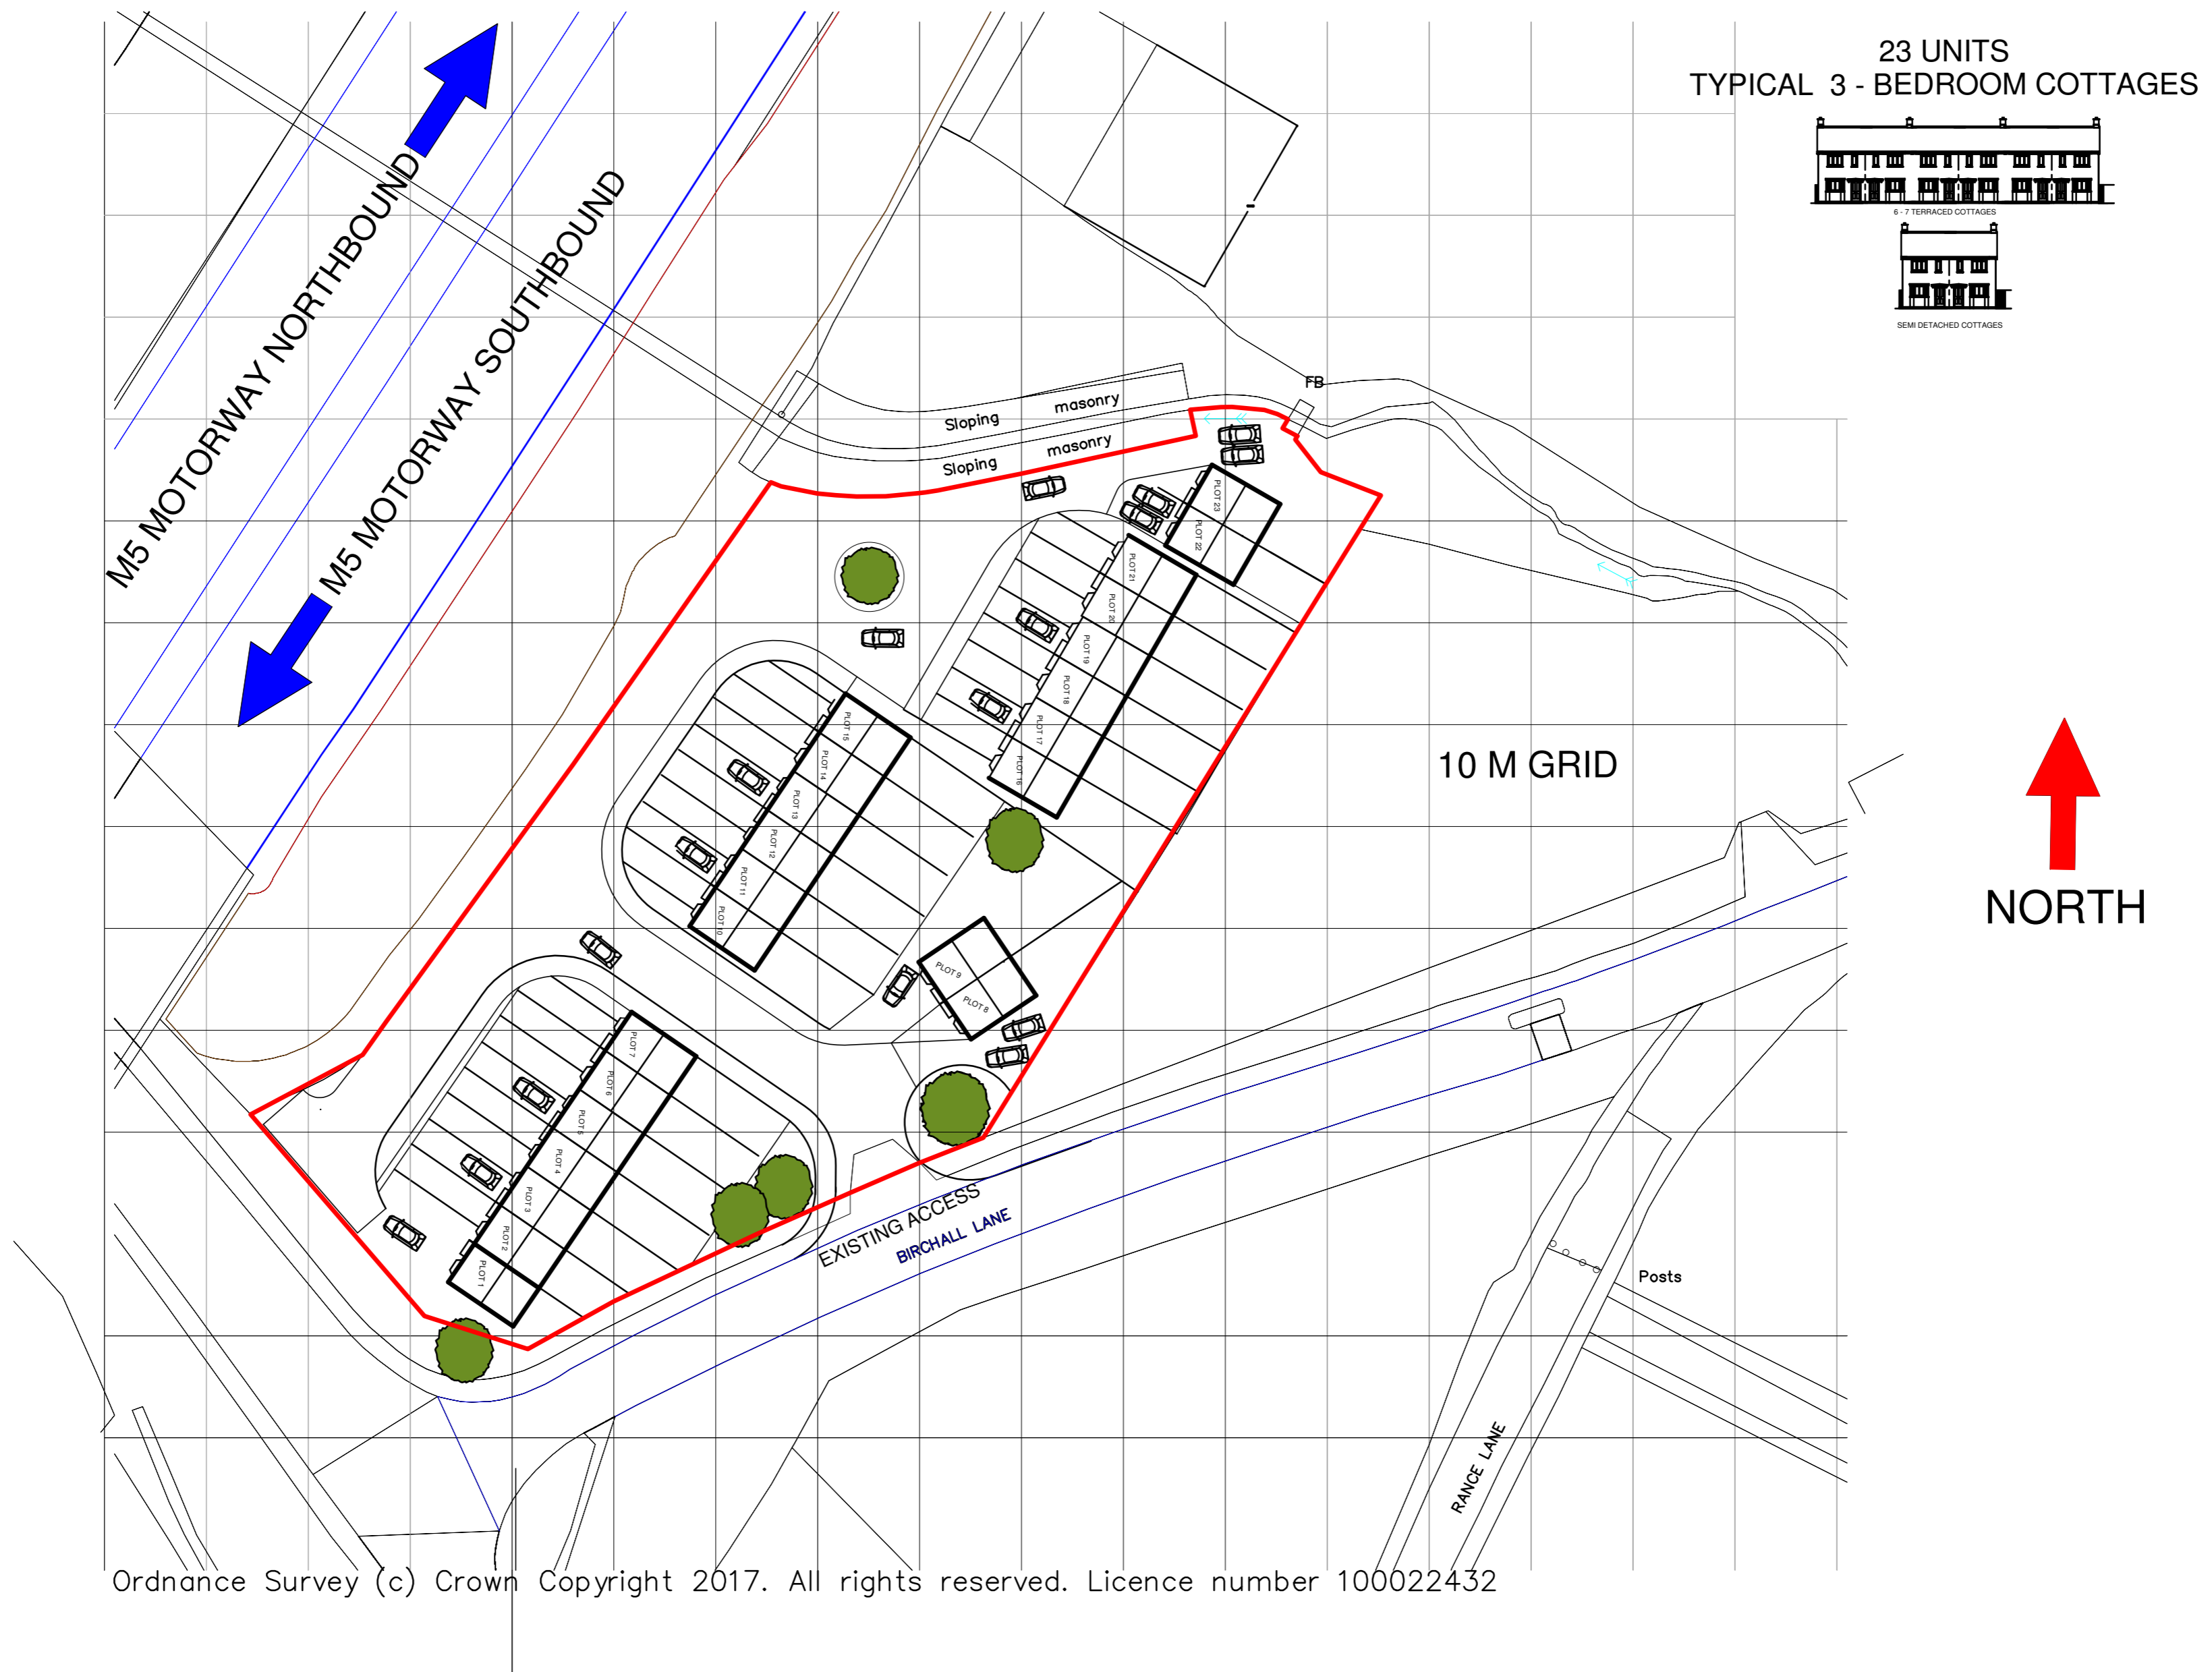 23 UNITS
TYPICAL 3 - BEDROOM COTTAGES
6 - 7 TERRACED COTTAGES
SEMI DETACHED COTTAGES
M5 MOTORWAY NORTHBOUND
M5 MOTORWAY SOUTHBOUND
FB
Sloping masonry
Sloping masonry
PLOT 23
PLOT 22
PLOT 21
PLOT 20
PLOT 19
PLOT 18
PLOT 17
PLOT 16
PLOT 15
PLOT 14
PLOT 13
PLOT 12
PLOT 11
PLOT 10
PLOT 9
PLOT 8
PLOT 7
PLOT 6
PLOT 5
PLOT 4
PLOT 3
PLOT 2
PLOT 1
10 M GRID
NORTH
EXISTING ACCESS
BIRCHALL LANE
Posts
RANCE LANE
Ordnance Survey (c) Crown Copyright 2017. All rights reserved. Licence number 100022432